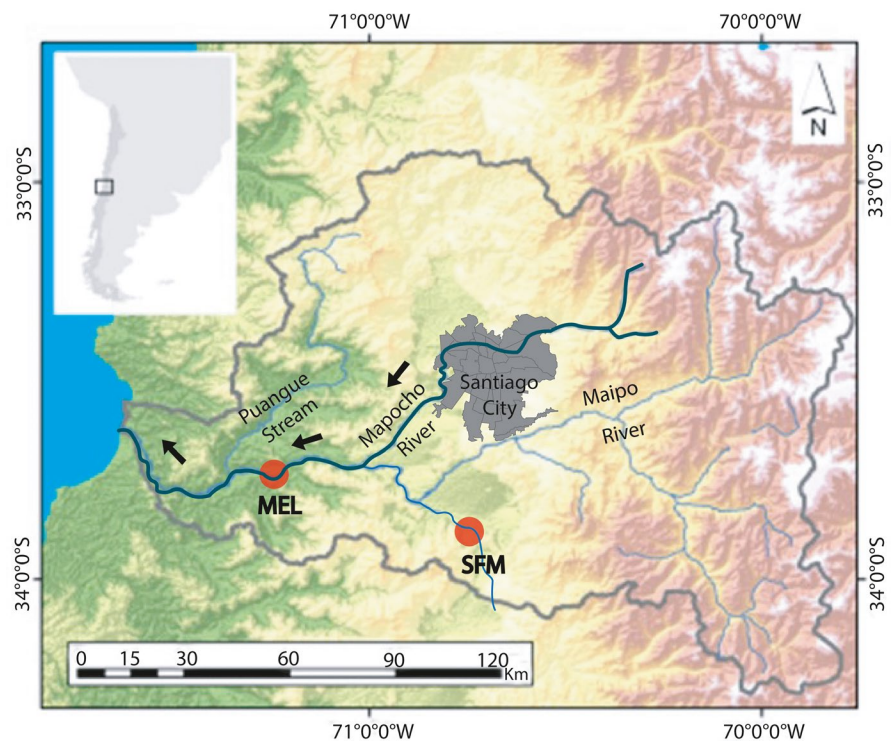 71°0'0"W
70°0'0"W
33°0'0"S
33°0'0"S
N
Puangue
Stream
Mapocho
River
Santiago
City
Maipo
River
MEL
SFM
34°0'0"S
34°0'0"S
0 15 30 60 90 120
Km
71°0'0"W
70°0'0"W